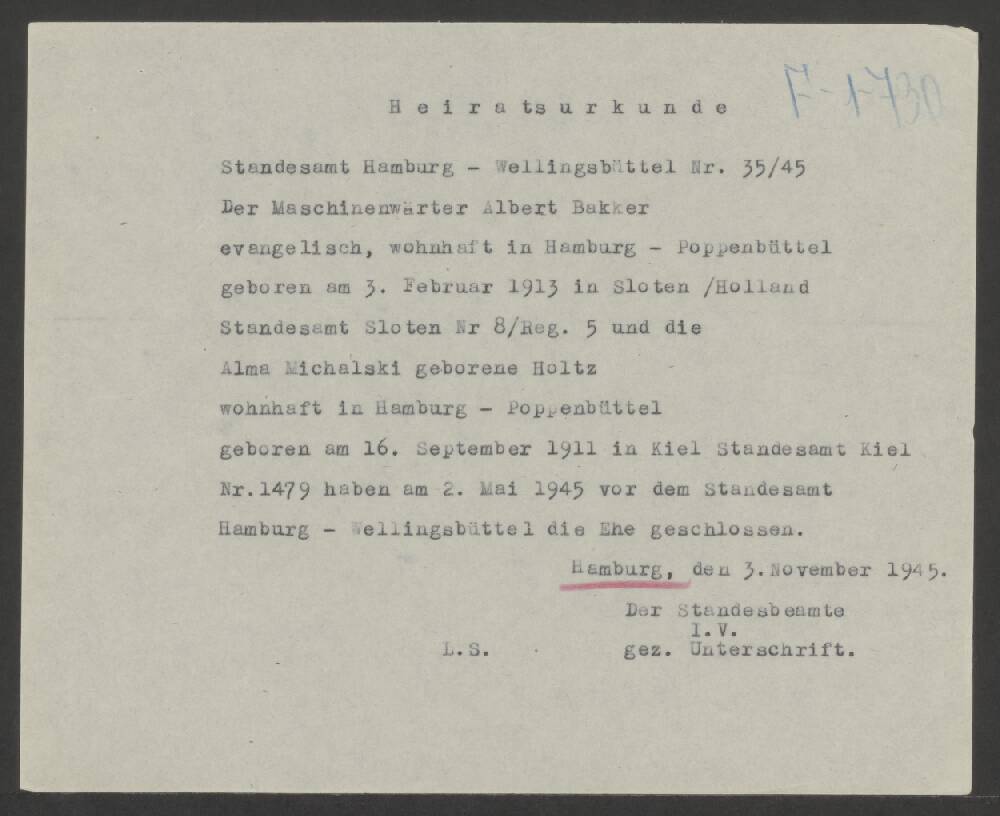 F-1-730
H e i r a ts u r k u n d e
Standesamt Hamburg - Wellingsbüttel Nr. 35/45
Der Maschinenwärter Albert Bakker
evangelisch, wohnhaft in Hamburg - Poppenbüttel
geboren am 3. Februar 1913 in Sloten /Holland
Standesamt Sloten Nr 8/Reg. 5 und die
Alma Michalski geborene Holtz
wohnhaft in Hamburg - Poppenbüttel
geboren am 16. September 1911 in Kiel Standesamt Kiel
Nr.1479 haben am 2. Mai 1945 vor dem Standesamt
Hamburg - Wellingsbüttel die Ehe geschlossen.
Hamburg, den 3.November 1945.
Der Standesbeamte
I.V.
L.S. gez. Unterschrift.